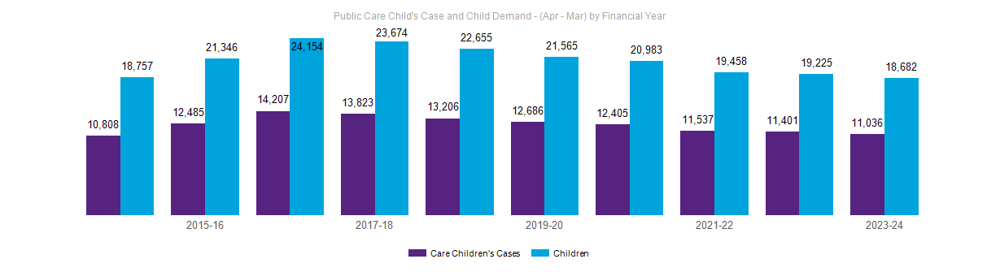 Public Care Child's Case and Child Demand - (Apr - Mar) by Financial Year
10,808 18,757 12,485 21,346 14,207 24,154 13,823 23,674 13,206 22,655 12,686 21,565 12,405 20,983 11,537 19,458 11,401 19,225 11,036 18,682
2015-16 2017-18 2019-20 2021-22 2023-24
Care Children's Cases Children